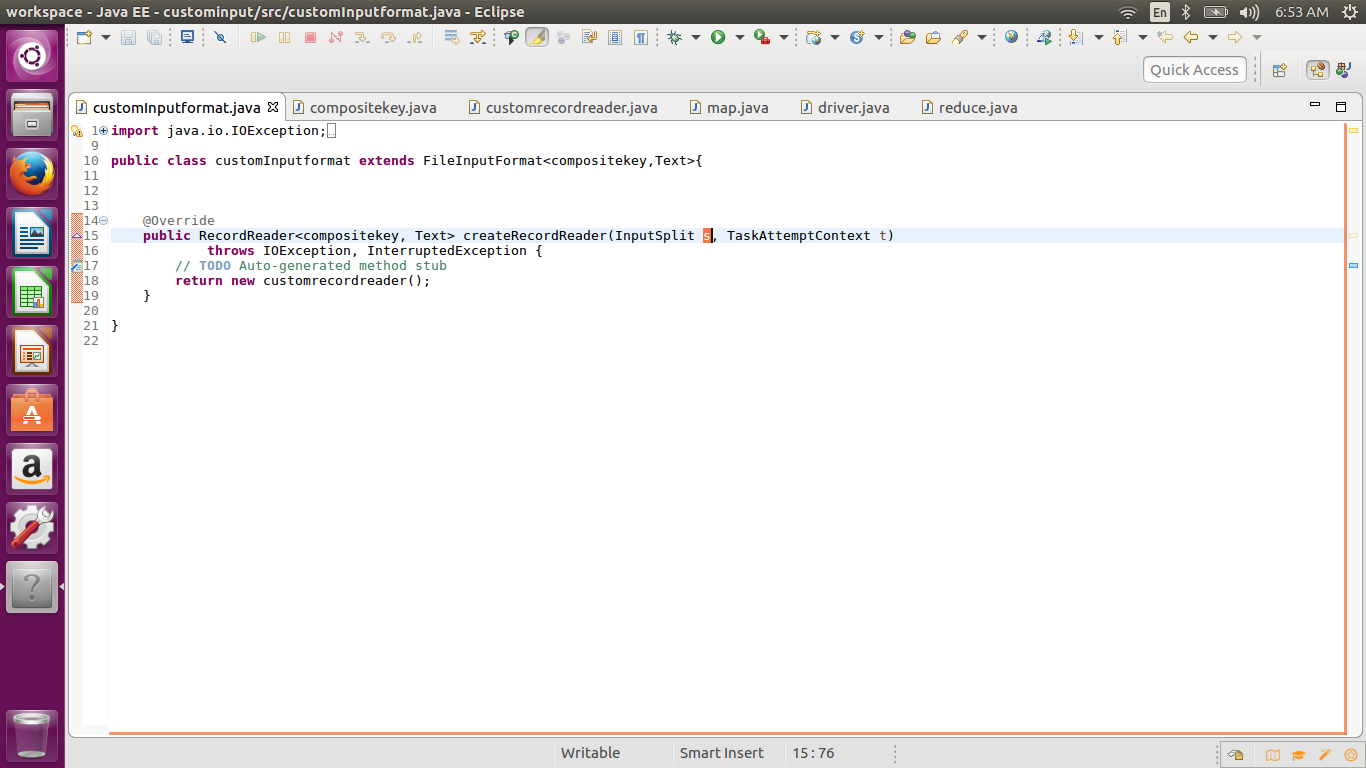 workspace - Java EE - custominput/src/customInputformat.java - Eclipse
En
6:53 AM
Quick Access
customInputformat.java
compositekey.java
customrecordreader.java
map.java
driver.java
reduce.java
1 import java.io.IOException;
9
10 public class customInputformat extends FileInputFormat<compositekey,Text>{
11
12
13
14 @Override
15 public RecordReader<compositekey, Text> createRecordReader(InputSplit s, TaskAttemptContext t)
16 throws IOException, InterruptedException {
17 // TODO Auto-generated method stub
18 return new customrecordreader();
19 }
20
21 }
22
Writable
Smart Insert
15 : 76